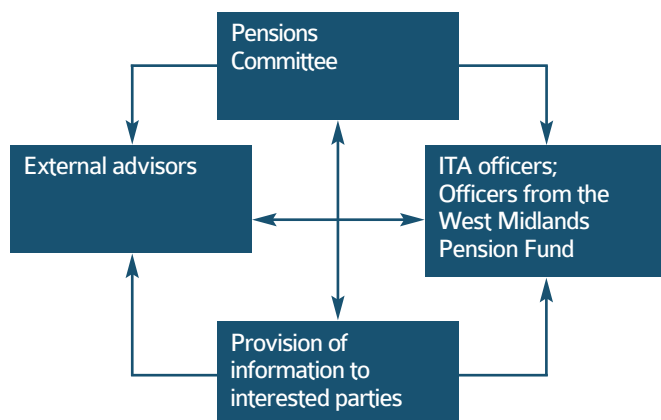 Pensions
Committee
External advisors
ITA officers;
Officers from the
West Midlands
Pension Fund
Provision of
information to
interested parties